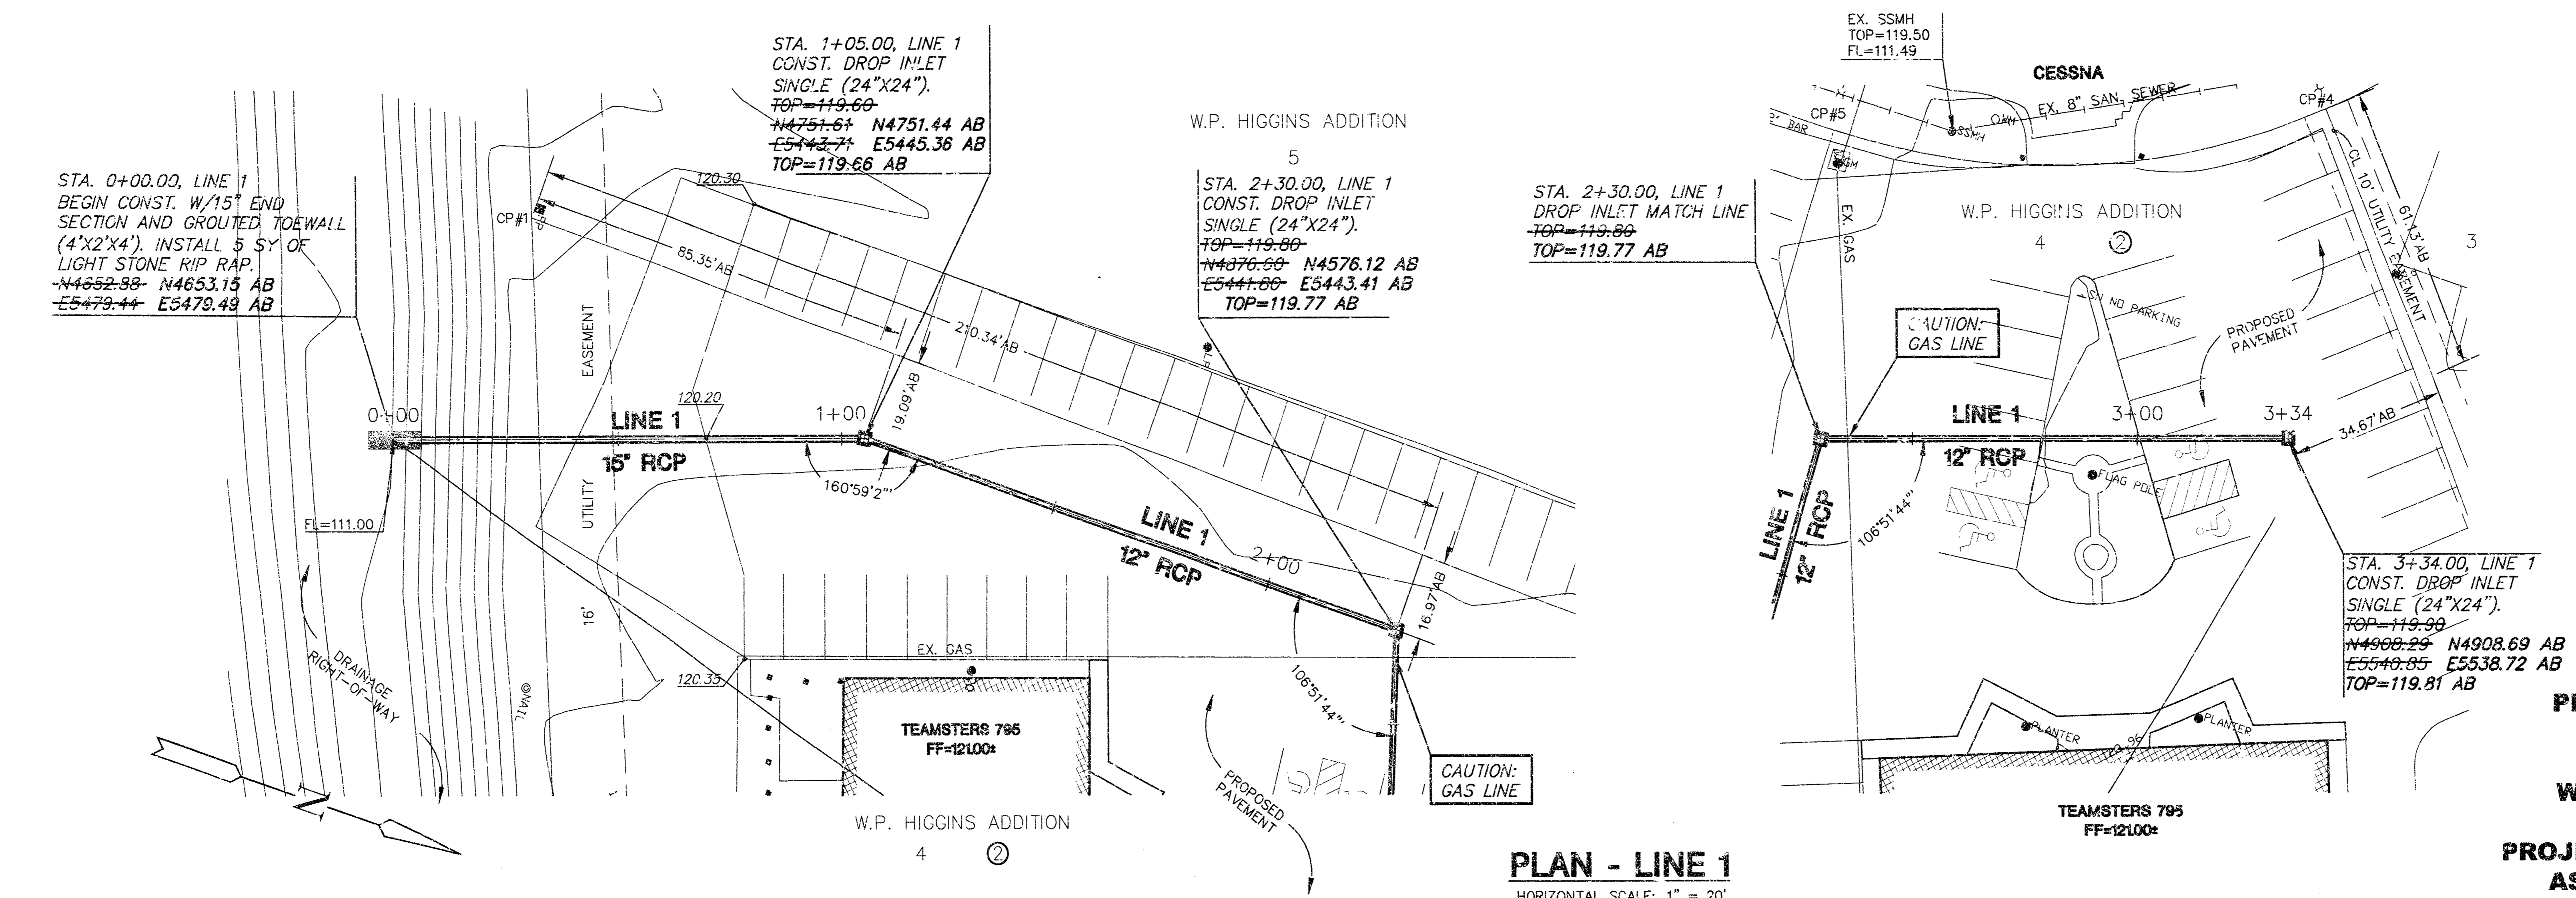 STA. 0+00.00, LINE 1
BEGIN CONST. W/15" END
SECTION AND GROUTED TOEWALL
(4'X2'X4'). INSTALL 5 SY OF
LIGHT STONE RIP RAP.
N4652.88 N4653.15 AB
E5479.44 E5479.49 AB
STA. 1+05.00, LINE 1
CONST. DROP INLET
SINGLE (24"X24").
TOP=119.60
N4751.61 N4751.44 AB
E5443.71 E5445.36 AB
TOP=119.66 AB
W.P. HIGGINS ADDITION
5
STA. 2+30.00, LINE 1
CONST. DROP INLET
SINGLE (24"X24").
TOP=119.80
N4876.60 N4576.12 AB
E5441.80 E5443.41 AB
TOP=119.77 AB
CP#1
120.30
85.35'AB
210.34'AB
19.09'AB
LP
EASEMENT
UTILITY
16'
120.20
0+00
LINE 1
15" RCP
1+00
160°59'2"
FL=111.00
LINE 1
12" RCP
2+00
16.97'AB
106°51'44"
DRAINAGE
RIGHT-OF-WAY
NAIL
120.35
EX. GAS
TEAMSTERS 795
FF=121.00±
W.P. HIGGINS ADDITION
4 2
PROPOSED
PAVEMENT
CAUTION:
GAS LINE
N
PLAN - LINE 1
HORIZONTAL SCALE: 1" = 20'
EX. SSMH
TOP=119.50
FL=111.49
CESSNA
EX. 8" SAN. SEWER
SSMH
CP#5
BAR
GM
CP#4
STA. 2+30.00, LINE 1
DROP INLET MATCH LINE
TOP=119.80
TOP=119.77 AB
EX. GAS
W.P. HIGGINS ADDITION
4 2
3
CL 10' UTILITY EASEMENT
61.13'AB
NO PARKING
PROPOSED
PAVEMENT
CAUTION:
GAS LINE
LINE 1
12" RCP
3+00
3+34
34.67'AB
LINE 1
12" RCP
106°51'44"
FLAG POLE
STA. 3+34.00, LINE 1
CONST. DROP INLET
SINGLE (24"X24").
TOP=119.90
N4908.29 N4908.69 AB
E5540.85 E5538.72 AB
TOP=119.81 AB
PLANTER
PLANTER
TEAMSTERS 795
FF=121.00±
W
PROJ
AS